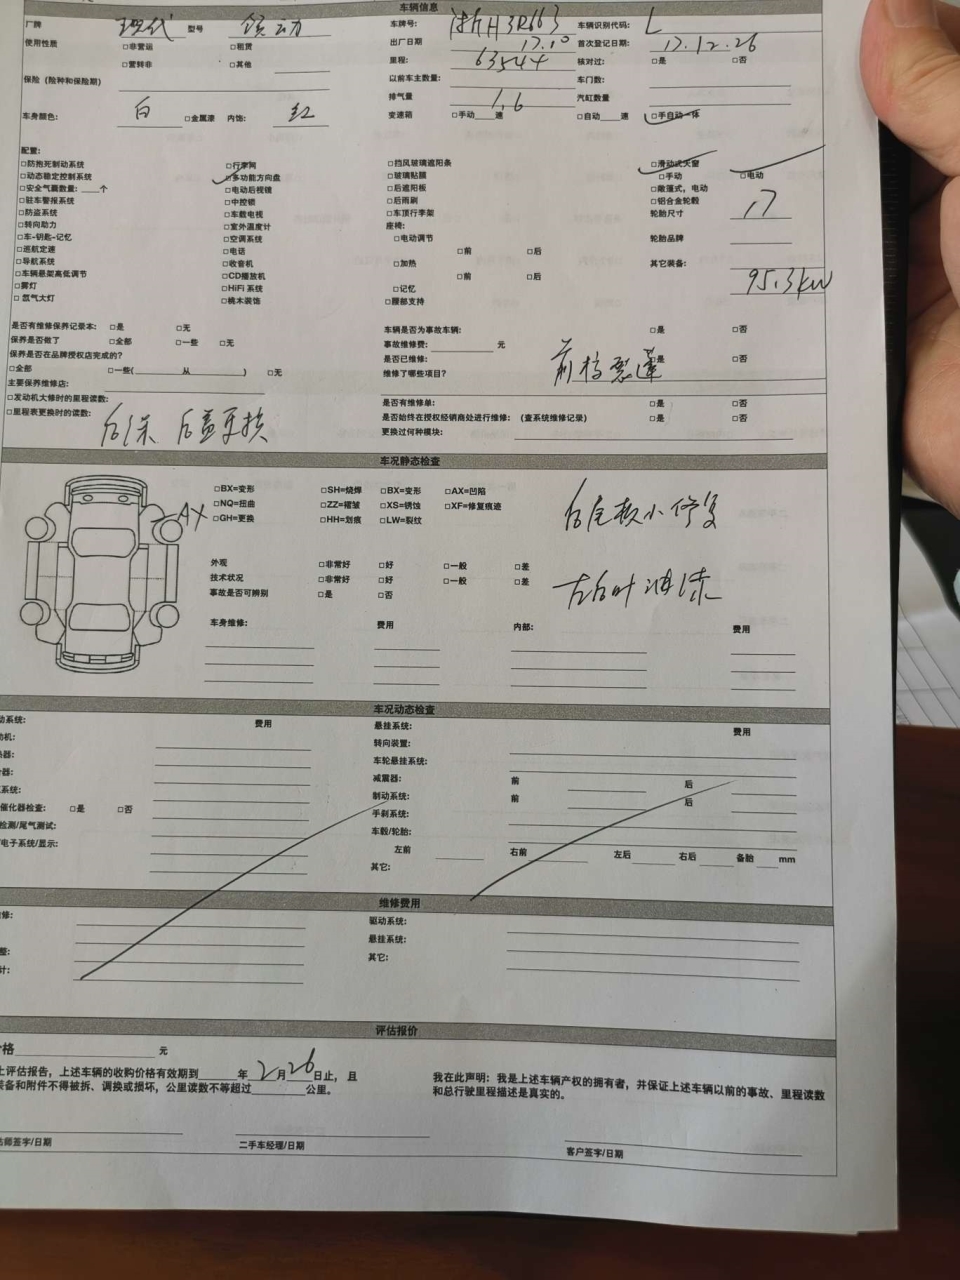 车辆信息
厂牌 现代 型号 领动 车牌号: 浙AH3R663 车辆识别代码: L
使用性质 □非营运 □租赁 出厂日期 17.10 首次登记日期: 17.12.26
□营转非 □其他 里程: 63544 核对过: □是 □否
保险（险种和保险期） 以前车主数量: 车门数:
排气量 1.6 汽缸数量
车身颜色: 白 □金属漆 内饰: 红 变速箱 □手动 速 □自动 速 □手自动一体
配置:
□防抱死制动系统 □行李网 □挡风玻璃遮阳条 □滑动式天窗
□动态稳定控制系统 □多功能方向盘 □玻璃贴膜 □手动 □电动
□安全气囊数量: 个 □电动后视镜 □后遮阳板 □敞篷式，电动
□驻车警报系统 □中控锁 □后雨刷 □铝合金轮毂
□防盗系统 □车载电视 □车顶行李架 轮胎尺寸 17
□转向助力 □室外温度计 座椅:
□车-钥匙-记忆 □空调系统 □电动调节 轮胎品牌
□巡航定速 □电话 □前 □后
□导航系统 □收音机 □加热 其它装备:
□车辆悬架高低调节 □CD播放机 □前 □后 95.3kw
□雾灯 □HiFi 系统 □记忆
□氙气大灯 □楠木装饰 □腰部支持
是否有维修保养记录本: □是 □无 车辆是否为事故车辆: □是 □否
保养是否做了 □全部 □一些 □无 事故维修费: 元
保养是否在品牌授权店完成的? 是否已维修: □是 □否
□全部 □一些( 从 ) □无 维修了哪些项目?
主要保养维修店:
□发动机大修时的里程读数: 是否有维修单: □是 □否
□里程表更换时的读数: 是否始终在授权经销商处进行维修: (查系统维修记录) □是 □否
后保 后盖更换 更换过何种模块:
车况静态检查
□BX=变形 □SH=烧焊 □BX=变形 □AX=凹陷
AX □NQ=扭曲 □ZZ=褶皱 □XS=锈蚀 □XF=修复痕迹
□GH=更换 □HH=划痕 □LW=裂纹
后尾板小修复
外观 □非常好 □好 □一般 □差
技术状况 □非常好 □好 □一般 □差
事故是否可辨别 □是 □否
左后叶油漆
车身维修: 费用 内部: 费用
车况动态检查
动系统: 费用 悬挂系统: 费用
动机: 转向装置:
热器: 车轮悬挂系统:
减震器: 前 后
系统: 制动系统: 前 后
催化器检查: □是 □否 手刹系统:
检测/尾气测试: 车毂/轮胎:
电子系统/显示: 左前 右前 左后 右后 备胎 mm
其它:
维修费用
修: 驱动系统:
整: 悬挂系统:
计: 其它:
评估报价
价格 元
上评估报告，上述车辆的收购价格有效期到 年 2月26日止，且
装备和附件不得被拆、调换或损坏，公里读数不等超过 公里。
我在此声明：我是上述车辆产权的拥有者，并保证上述车辆以前的事故、里程读数
和总行驶里程描述是真实的。
估师签字/日期 二手车经理/日期 客户签字/日期